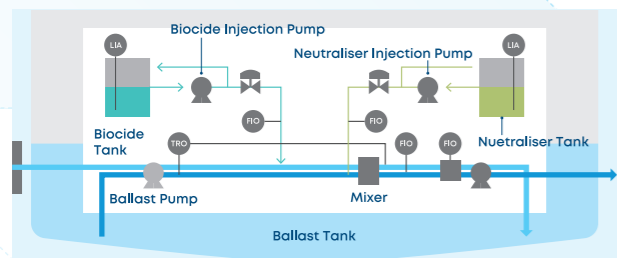 Biocide Injection Pump
LIA
Neutraliser Injection Pump
LIA
FIO
FIO
Biocide
Tank
Nuetraliser Tank
TRO
FIO
FIO
Ballast Pump
Mixer
Ballast Tank